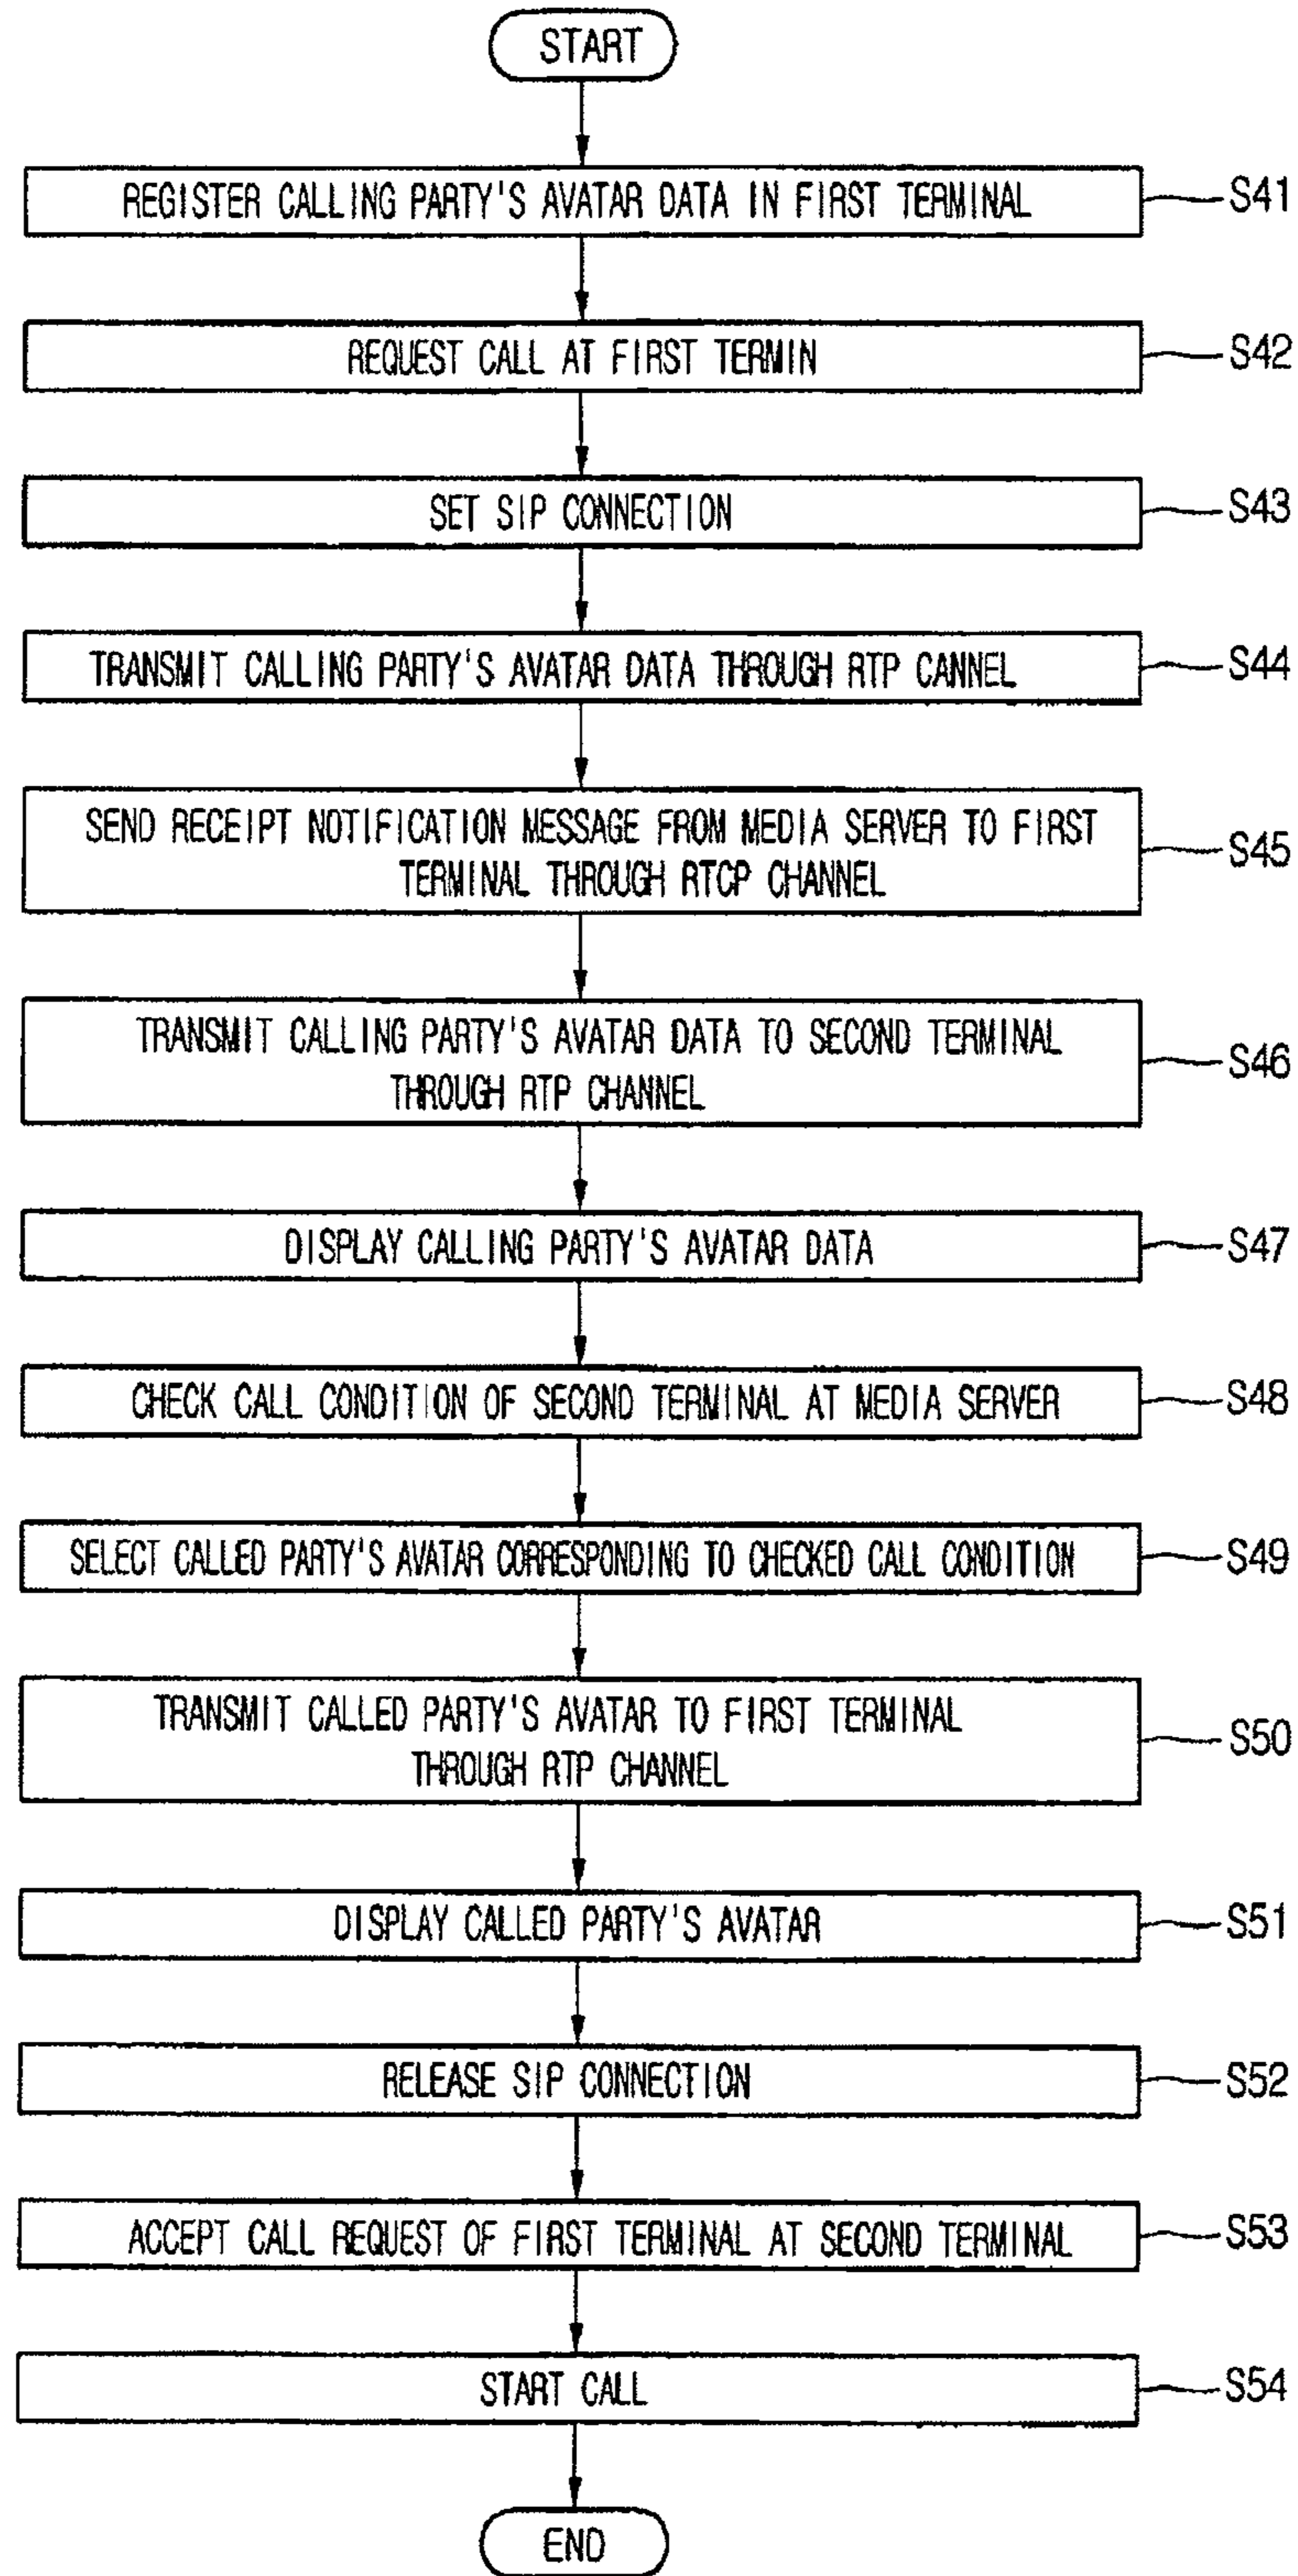 START
REGISTER CALLING PARTY'S AVATAR DATA IN FIRST TERMINAL
S41
REQUEST CALL AT FIRST TERMIN
S42
SET SIP CONNECTION
S43
TRANSMIT CALLING PARTY'S AVATAR DATA THROUGH RTP CANNEL
S44
SEND RECEIPT NOTIFICATION MESSAGE FROM MEDIA SERVER TO FIRST
TERMINAL THROUGH RTCP CHANNEL
S45
TRANSMIT CALLING PARTY'S AVATAR DATA TO SECOND TERMINAL
THROUGH RTP CHANNEL
S46
DISPLAY CALLING PARTY'S AVATAR DATA
S47
CHECK CALL CONDITION OF SECOND TERMINAL AT MEDIA SERVER
S48
SELECT CALLED PARTY'S AVATAR CORRESPONDING TO CHECKED CALL CONDITION
S49
TRANSMIT CALLED PARTY'S AVATAR TO FIRST TERMINAL
THROUGH RTP CHANNEL
S50
DISPLAY CALLED PARTY'S AVATAR
S51
RELEASE SIP CONNECTION
S52
ACCEPT CALL REQUEST OF FIRST TERMINAL AT SECOND TERMINAL
S53
START CALL
S54
END